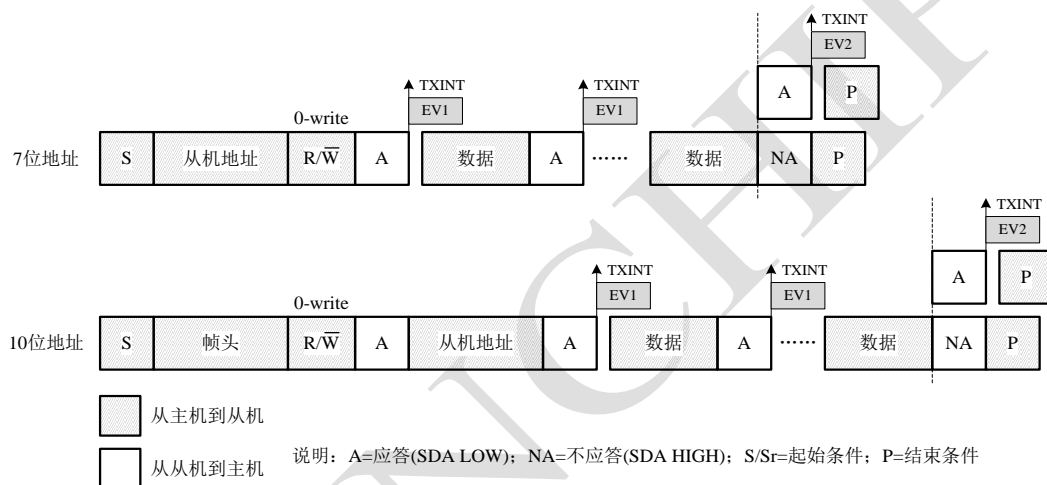 TXINT
EV2
A P
TXINT TXINT
EV1 EV1
0-write
7位地址 S 从机地址 R/W̅ A 数据 A …… 数据 NA P
TXINT
EV2
A P
TXINT TXINT
EV1 EV1
0-write
10位地址 S 帧头 R/W̅ A 从机地址 A 数据 A …… 数据 NA P
从主机到从机
从从机到主机
说明：A=应答(SDA LOW)；NA=不应答(SDA HIGH)；S/Sr=起始条件；P=结束条件